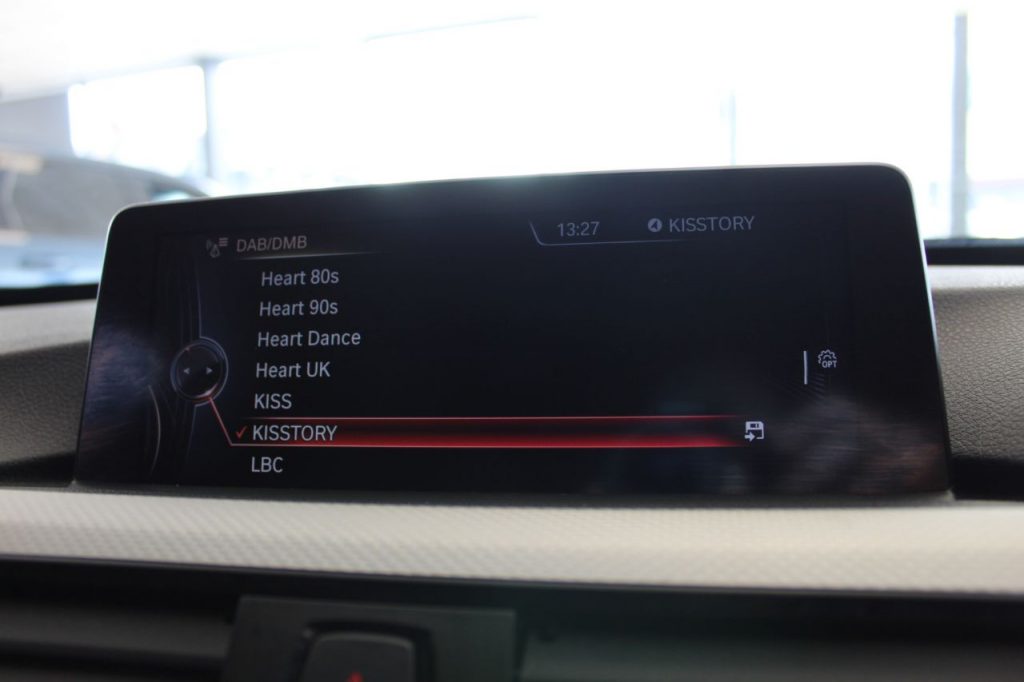 DAB/DMB
13:27
KISSTORY
Heart 80s
Heart 90s
Heart Dance
Heart UK
OPT
KISS
KISSTORY
LBC